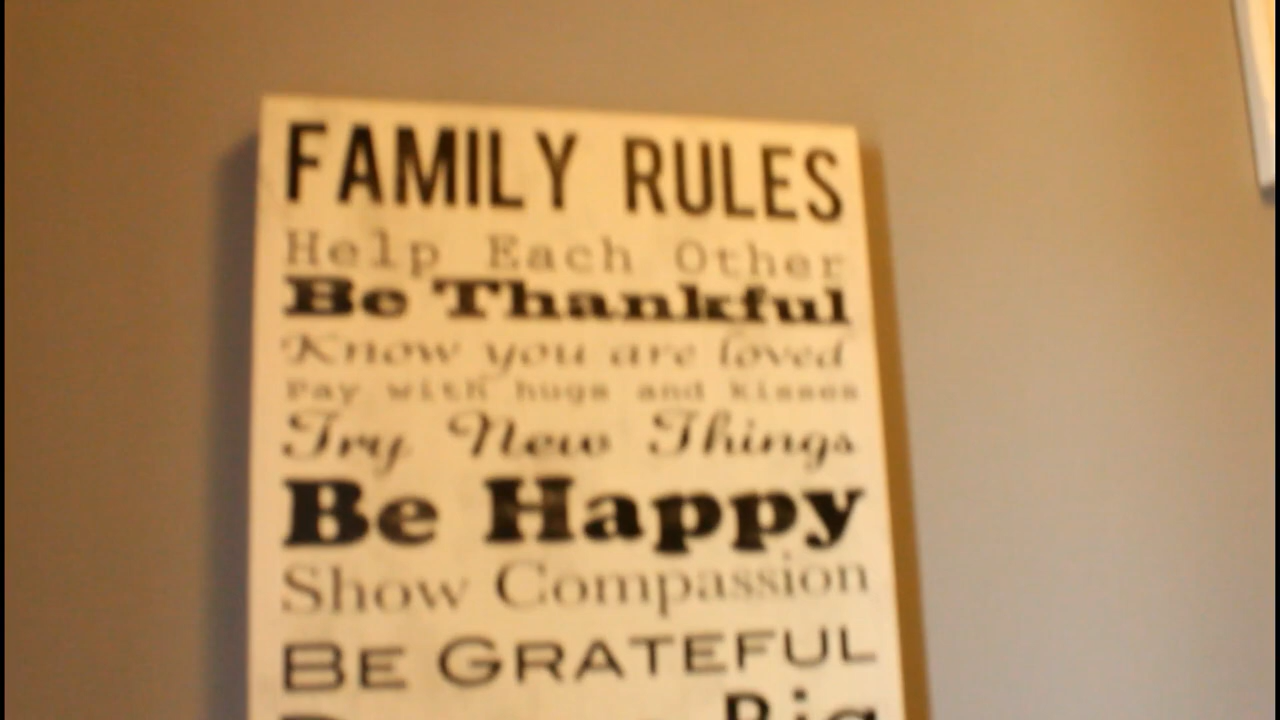 FAMILY RULES
Help Each Other
Be Thankful
Know you are loved
Pay with hugs and kisses
Try New Things
Be Happy
Show Compassion
BE GRATEFUL
Big